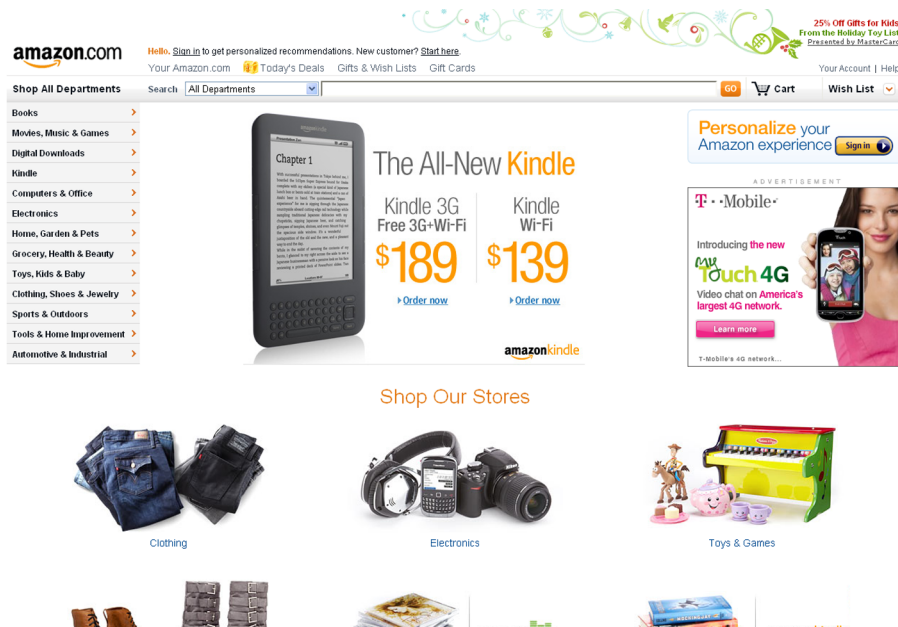 25% Off Gifts for Kids
From the Holiday Toy List
Presented by MasterCard
amazon.com
Hello. Sign in to get personalized recommendations. New customer? Start here.
Your Amazon.com
Today's Deals
Gifts & Wish Lists
Gift Cards
Your Account | Help
Shop All Departments
Search
All Departments
GO
Cart
Wish List
Books
Movies, Music & Games
Digital Downloads
Kindle
Computers & Office
Electronics
Home, Garden & Pets
Grocery, Health & Beauty
Toys, Kids & Baby
Clothing, Shoes & Jewelry
Sports & Outdoors
Tools & Home Improvement
Automotive & Industrial
Chapter 1
The All-New Kindle
Kindle 3G
Free 3G+Wi-Fi
$189
Order now
Kindle
Wi-Fi
$139
Order now
amazonkindle
Personalize your
Amazon experience
Sign in
ADVERTISEMENT
T··Mobile·
Introducing the new
my
Touch 4G
Video chat on America's
largest 4G network.
Learn more
T-Mobile's 4G network...
Shop Our Stores
Clothing
Electronics
Toys & Games